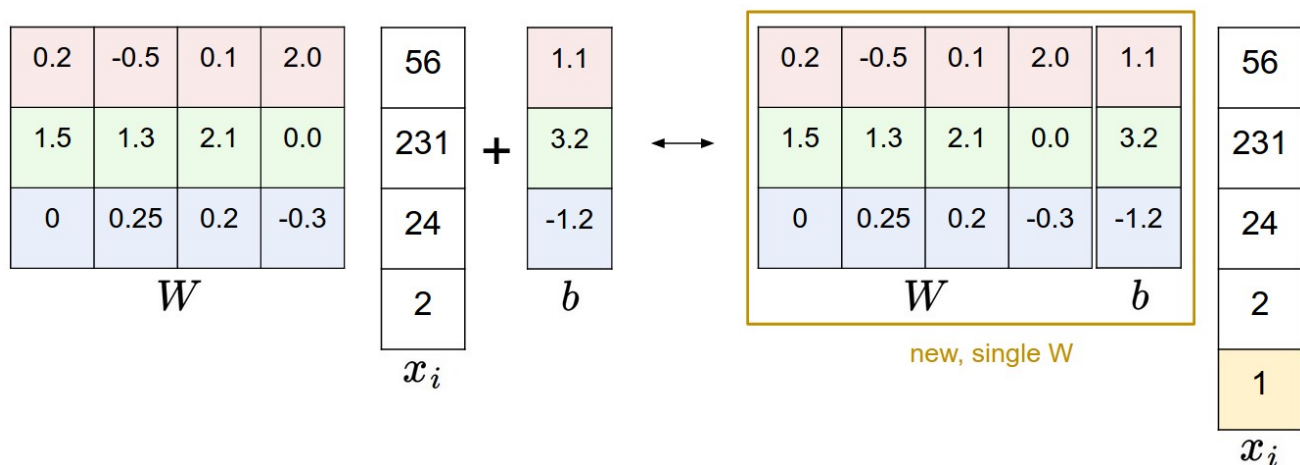 0.2 -0.5 0.1 2.0 56 1.1 0.2 -0.5 0.1 2.0 1.1 56
1.5 1.3 2.1 0.0 231 + 3.2 ↔ 1.5 1.3 2.1 0.0 3.2 231
0 0.25 0.2 -0.3 24 -1.2 0 0.25 0.2 -0.3 -1.2 24
W 2 b W b 2
new, single W
x_i 1
x_i